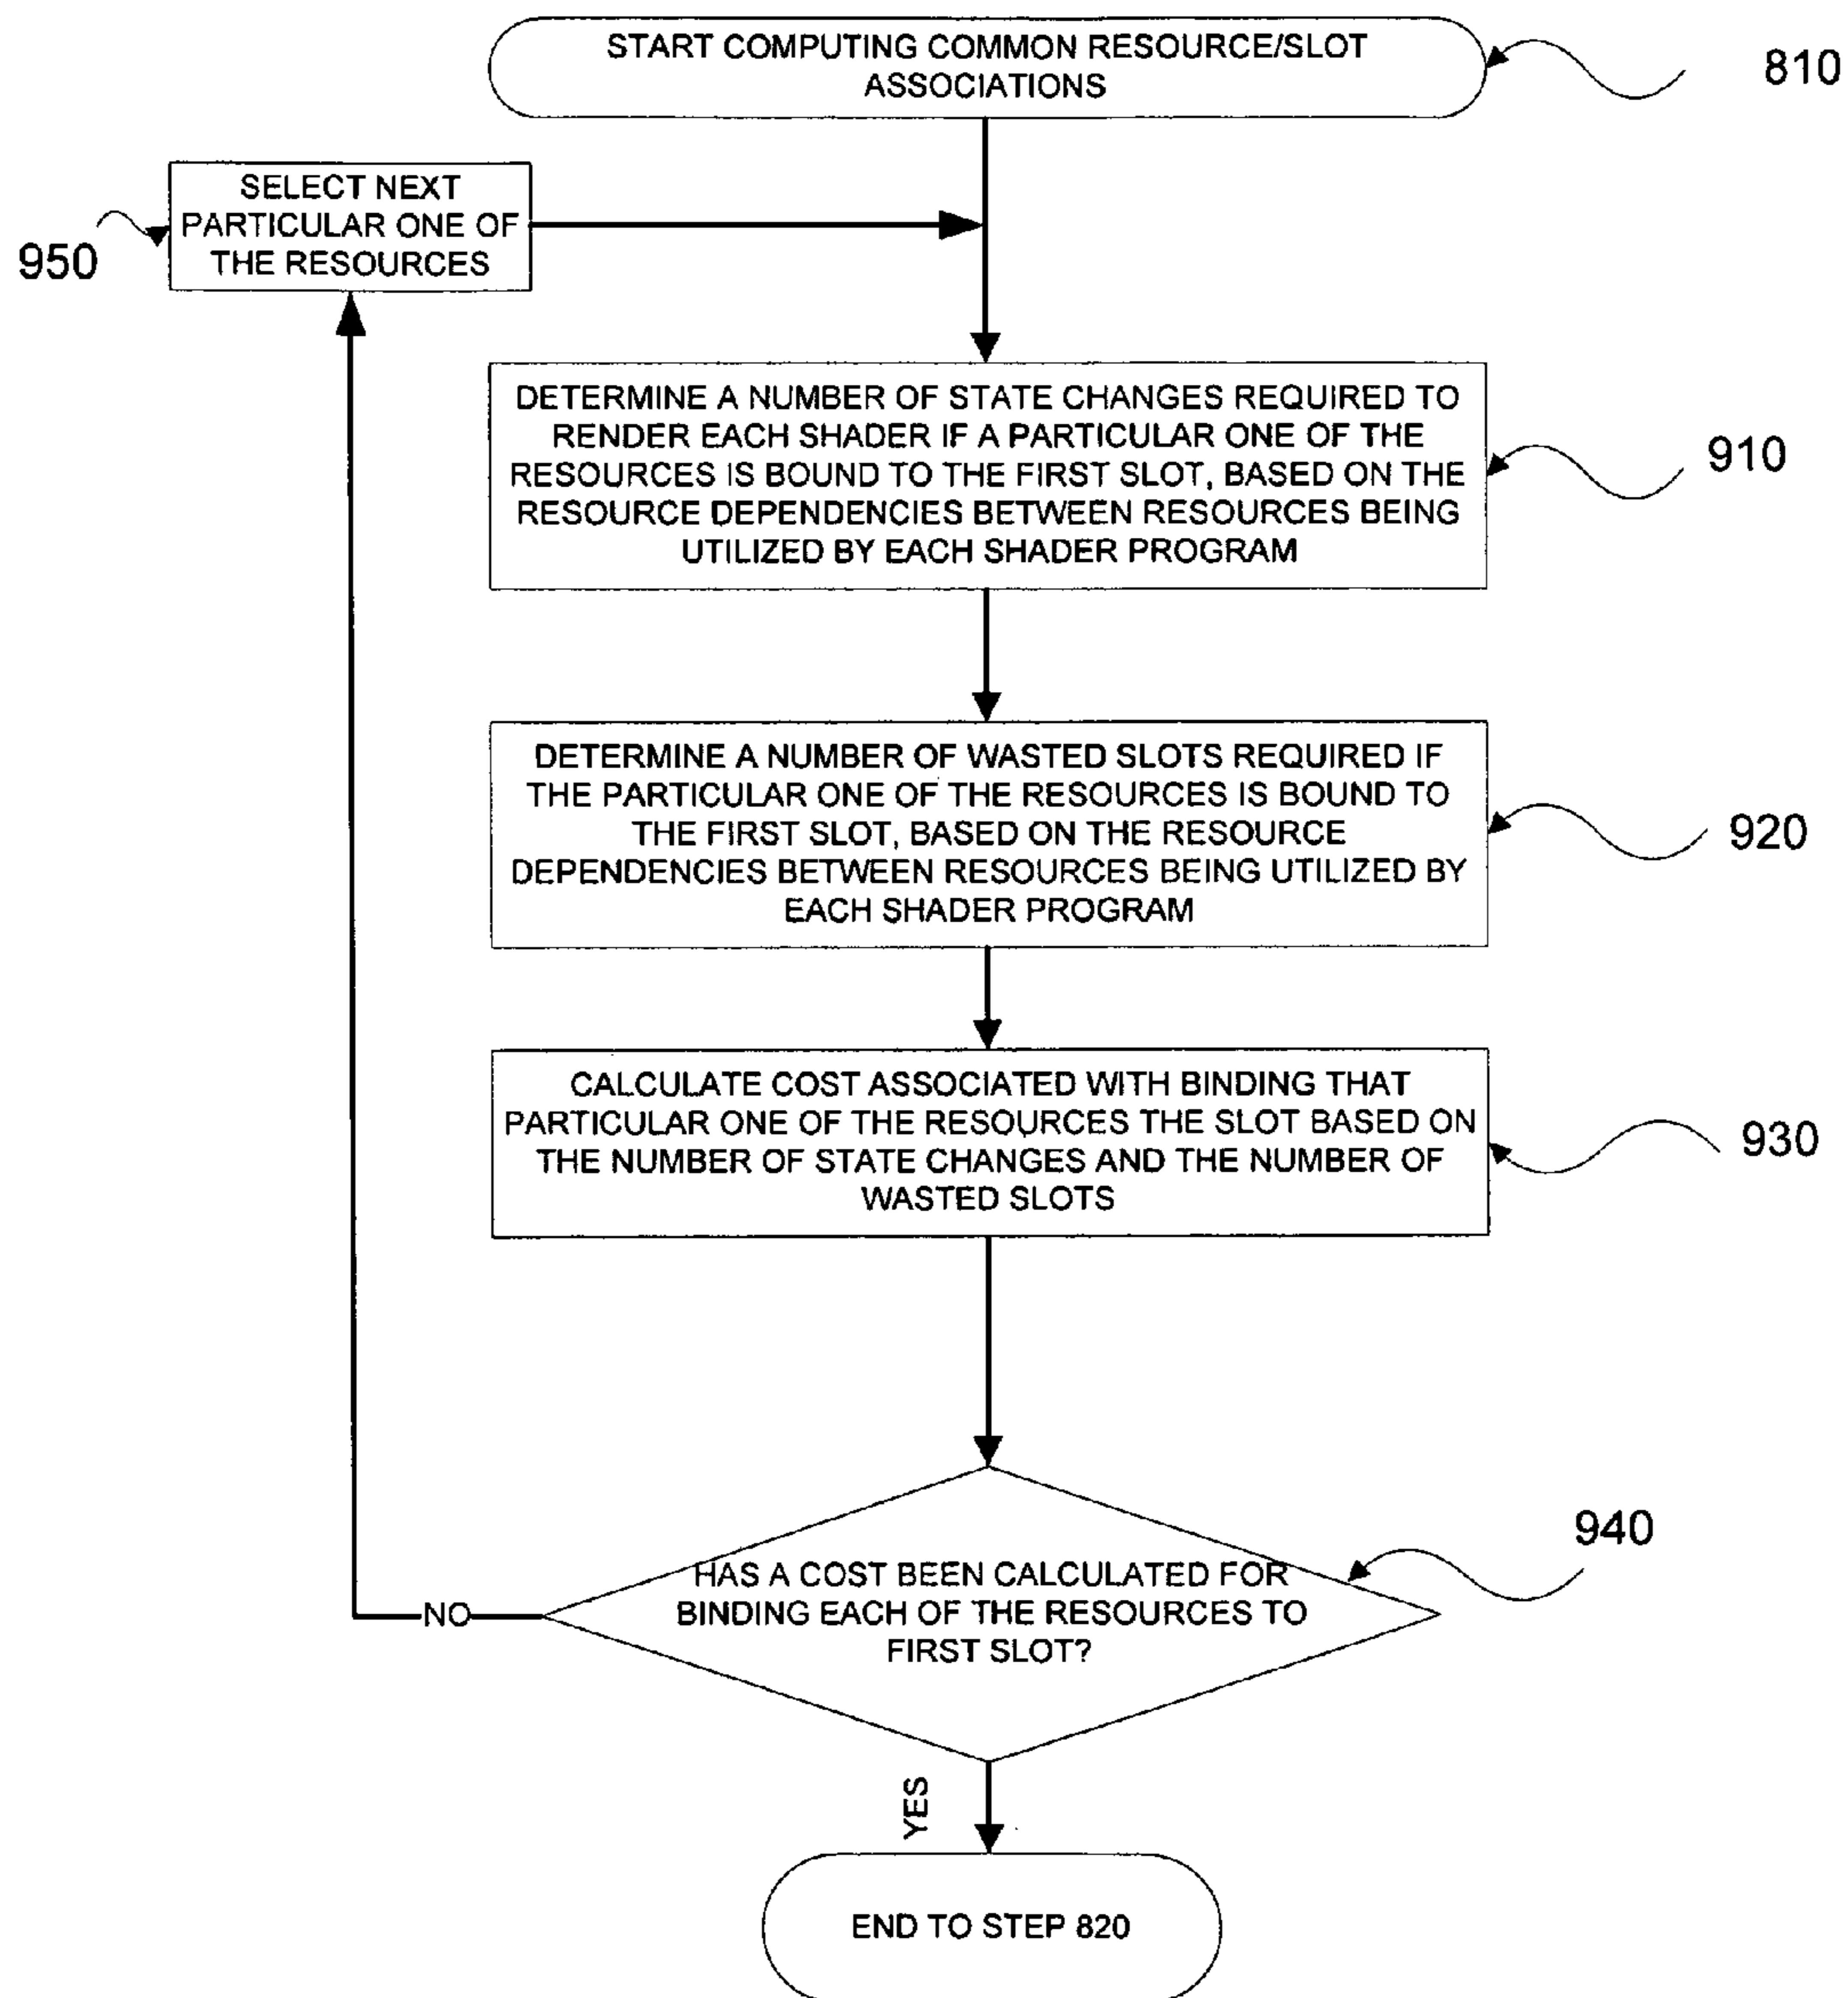 START COMPUTING COMMON RESOURCE/SLOT
ASSOCIATIONS
810
SELECT NEXT
PARTICULAR ONE OF
THE RESOURCES
950
DETERMINE A NUMBER OF STATE CHANGES REQUIRED TO
RENDER EACH SHADER IF A PARTICULAR ONE OF THE
RESOURCES IS BOUND TO THE FIRST SLOT, BASED ON THE
RESOURCE DEPENDENCIES BETWEEN RESOURCES BEING
UTILIZED BY EACH SHADER PROGRAM
910
DETERMINE A NUMBER OF WASTED SLOTS REQUIRED IF
THE PARTICULAR ONE OF THE RESOURCES IS BOUND TO
THE FIRST SLOT, BASED ON THE RESOURCE
DEPENDENCIES BETWEEN RESOURCES BEING UTILIZED BY
EACH SHADER PROGRAM
920
CALCULATE COST ASSOCIATED WITH BINDING THAT
PARTICULAR ONE OF THE RESOURCES THE SLOT BASED ON
THE NUMBER OF STATE CHANGES AND THE NUMBER OF
WASTED SLOTS
930
940
HAS A COST BEEN CALCULATED FOR
BINDING EACH OF THE RESOURCES TO
FIRST SLOT?
NO
YES
END TO STEP 820